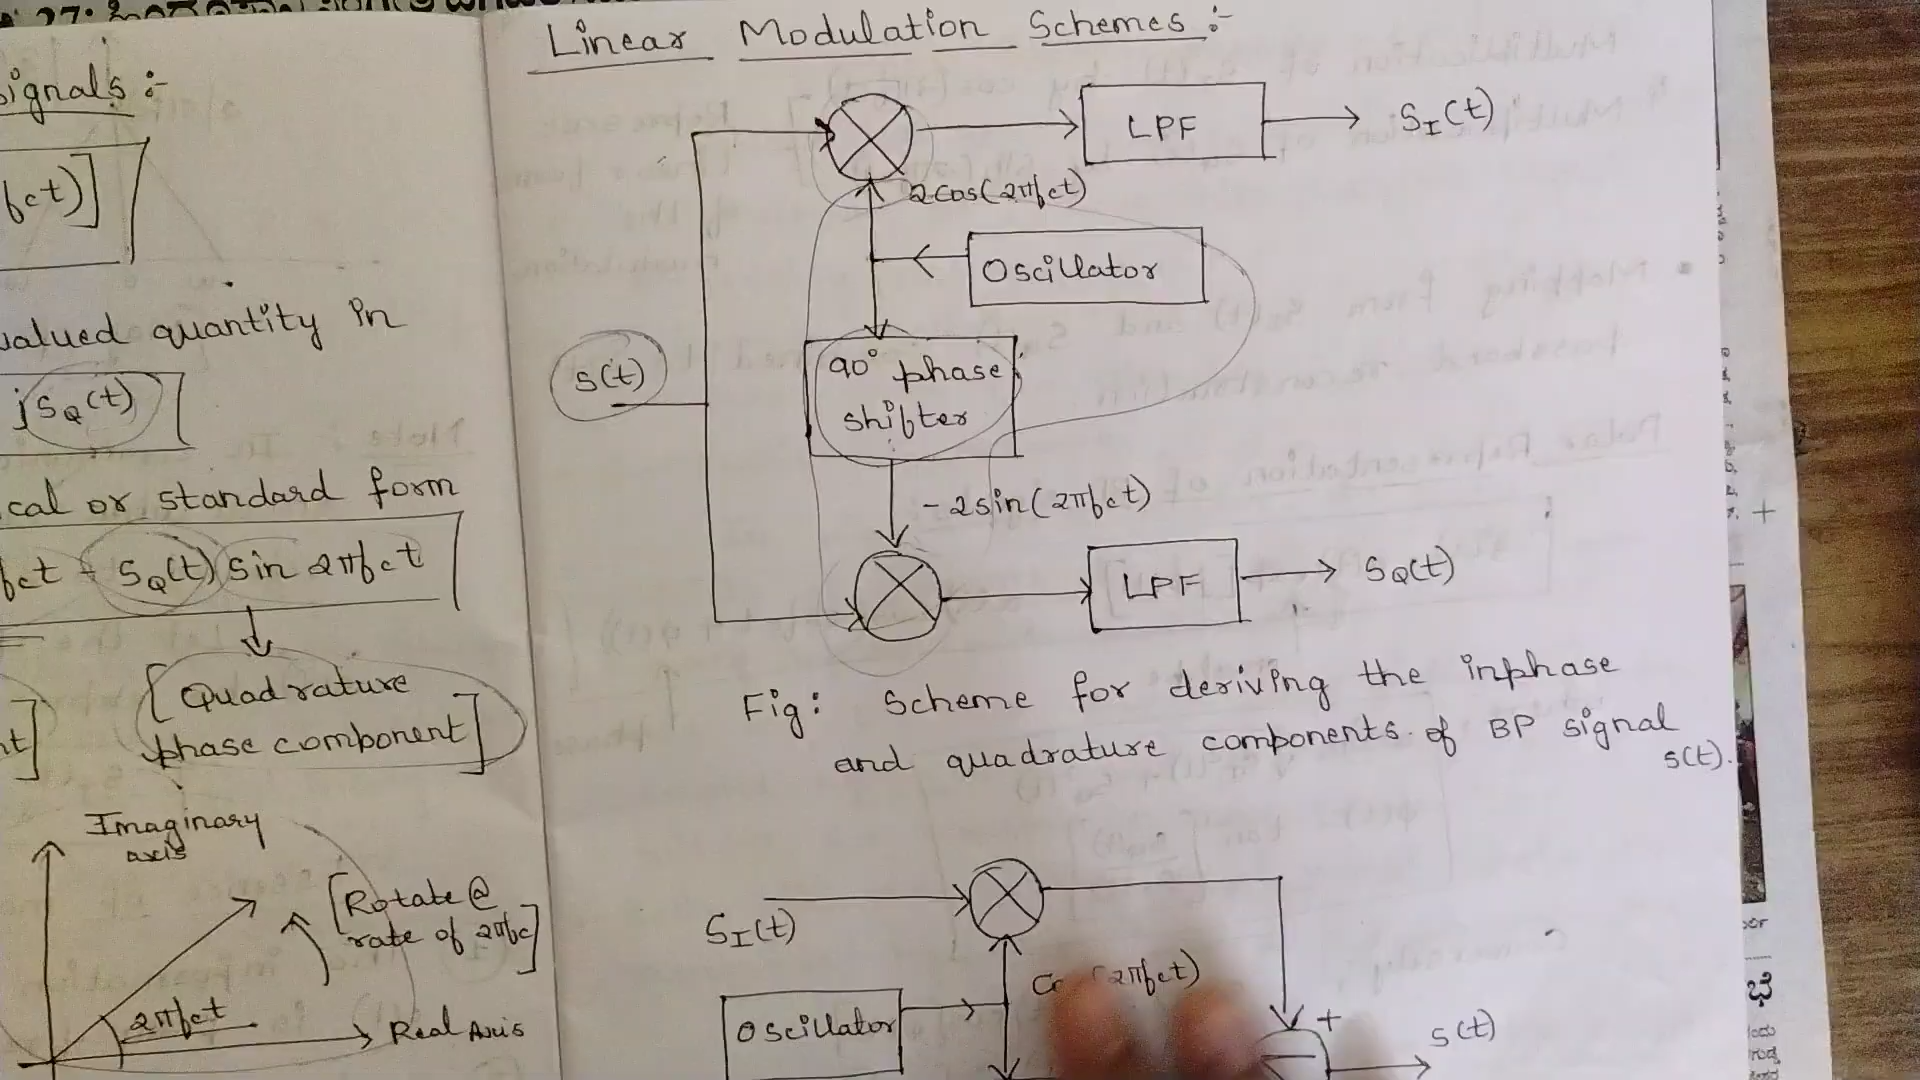 ignals :-
fct)]
valued quantity in
jSQ(t)
cal or standard form
fct - SQ(t) sin 2πfct
[Quadrature
phase component]
Imaginary
axis
[Rotate @
rate of 2πfc]
2πfct
Real Axis
Linear Modulation Schemes :-
LPF
SI(t)
2cos(2πfct)
Oscillator
s(t)
90° phase
shifter
- 2sin(2πfct)
LPF
SQ(t)
Fig: Scheme for deriving the inphase
and quadrature components of BP signal
s(t).
SI(t)
(2πfct)
Oscillator
+
s(t)